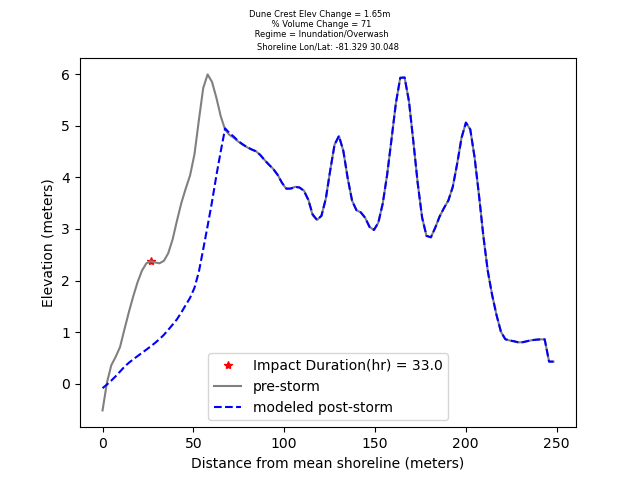 Dune Crest Elev Change = 1.65m
% Volume Change = 71
Regime = Inundation/Overwash
Shoreline Lon/Lat: -81.329 30.048
6
5
4
3
2
1
0
Elevation (meters)
Impact Duration(hr) = 33.0
pre-storm
modeled post-storm
0 50 100 150 200 250
Distance from mean shoreline (meters)